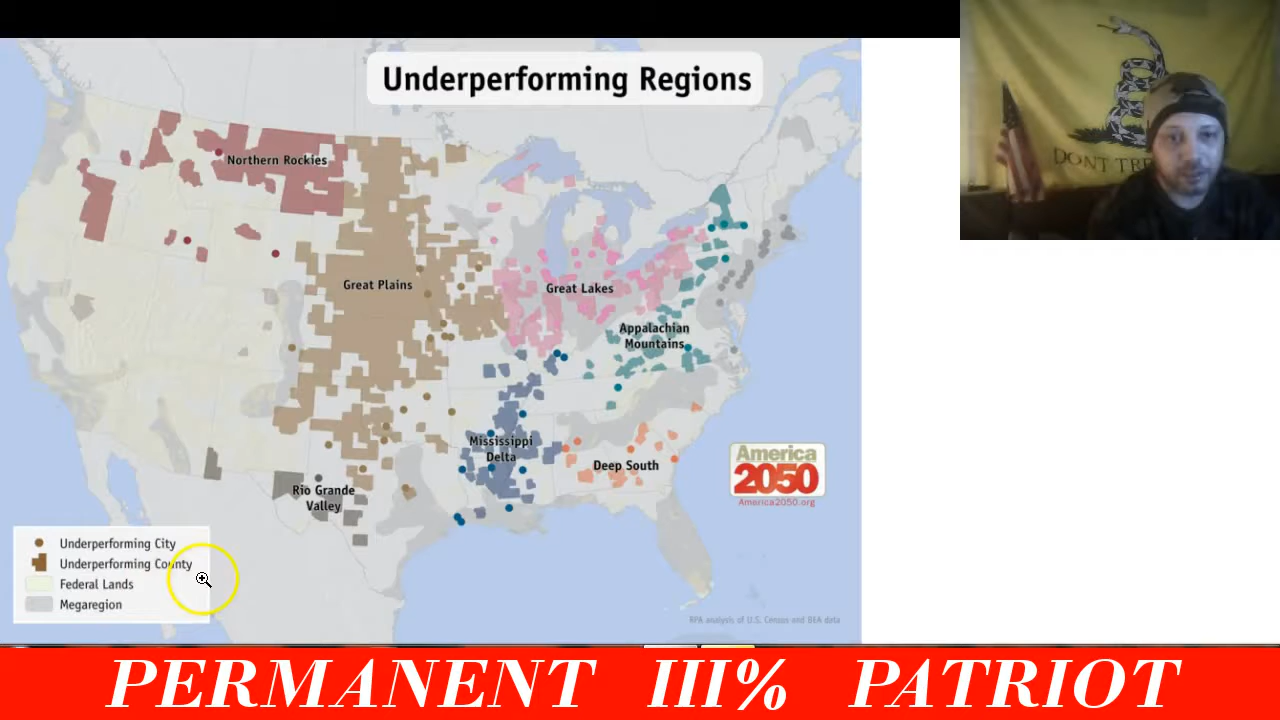 Underperforming Regions
DON'T TRE
Northern Rockies
Great Plains
Great Lakes
Appalachian
Mountains
Mississippi
Delta
Deep South
Rio Grande
Valley
America
2050
America2050.org
Underperforming City
Underperforming County
Federal Lands
Megaregion
RPA analysis of U.S. Census and BEA data
PERMANENT III% PATRIOT